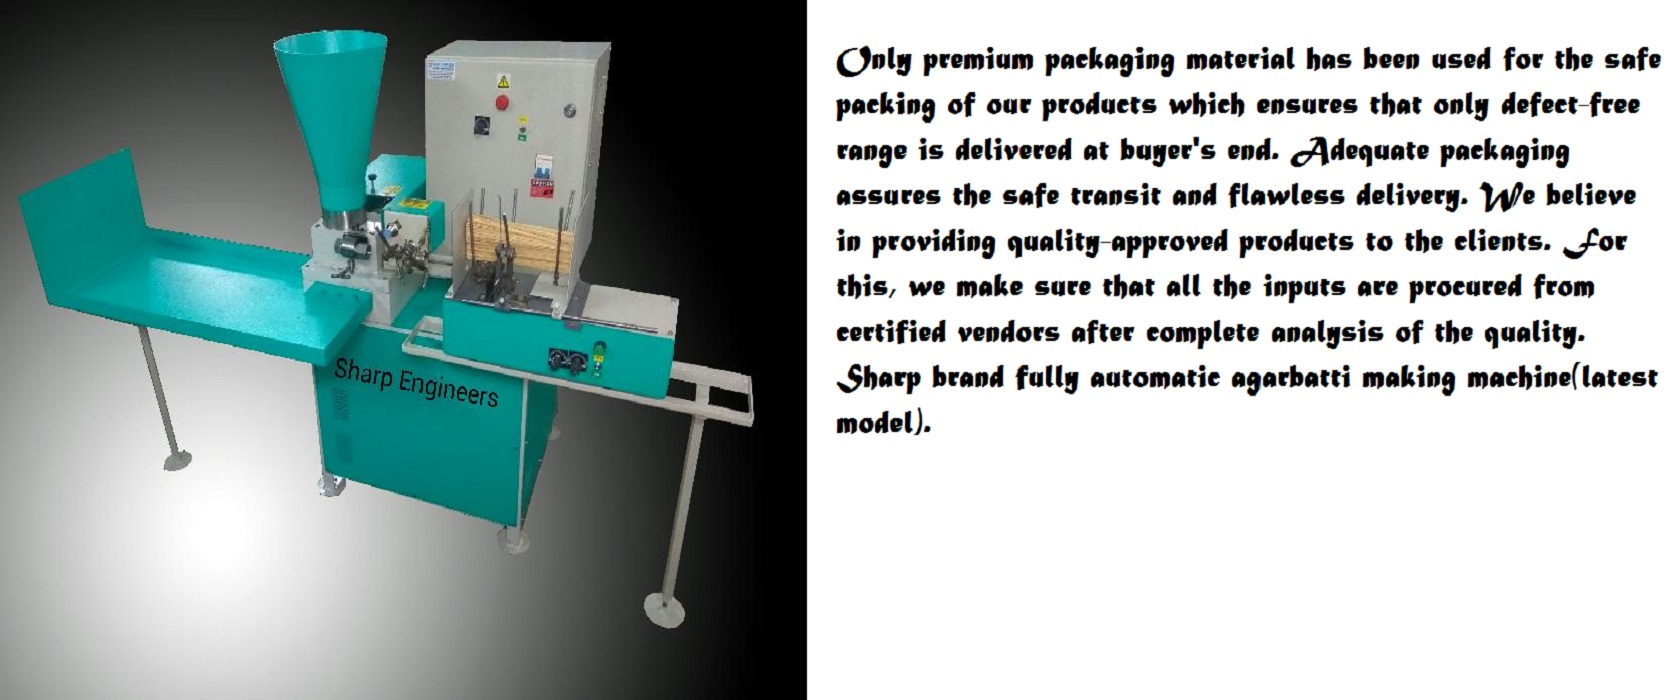 Sharp Engineers
CAUTION
Only premium packaging material has been used for the safe
packing of our products which ensures that only defect-free
range is delivered at buyer's end. Adequate packaging
assures the safe transit and flawless delivery. We believe
in providing quality-approved products to the clients. For
this, we make sure that all the inputs are procured from
certified vendors after complete analysis of the quality.
Sharp brand fully automatic agarbatti making machine(latest
model).